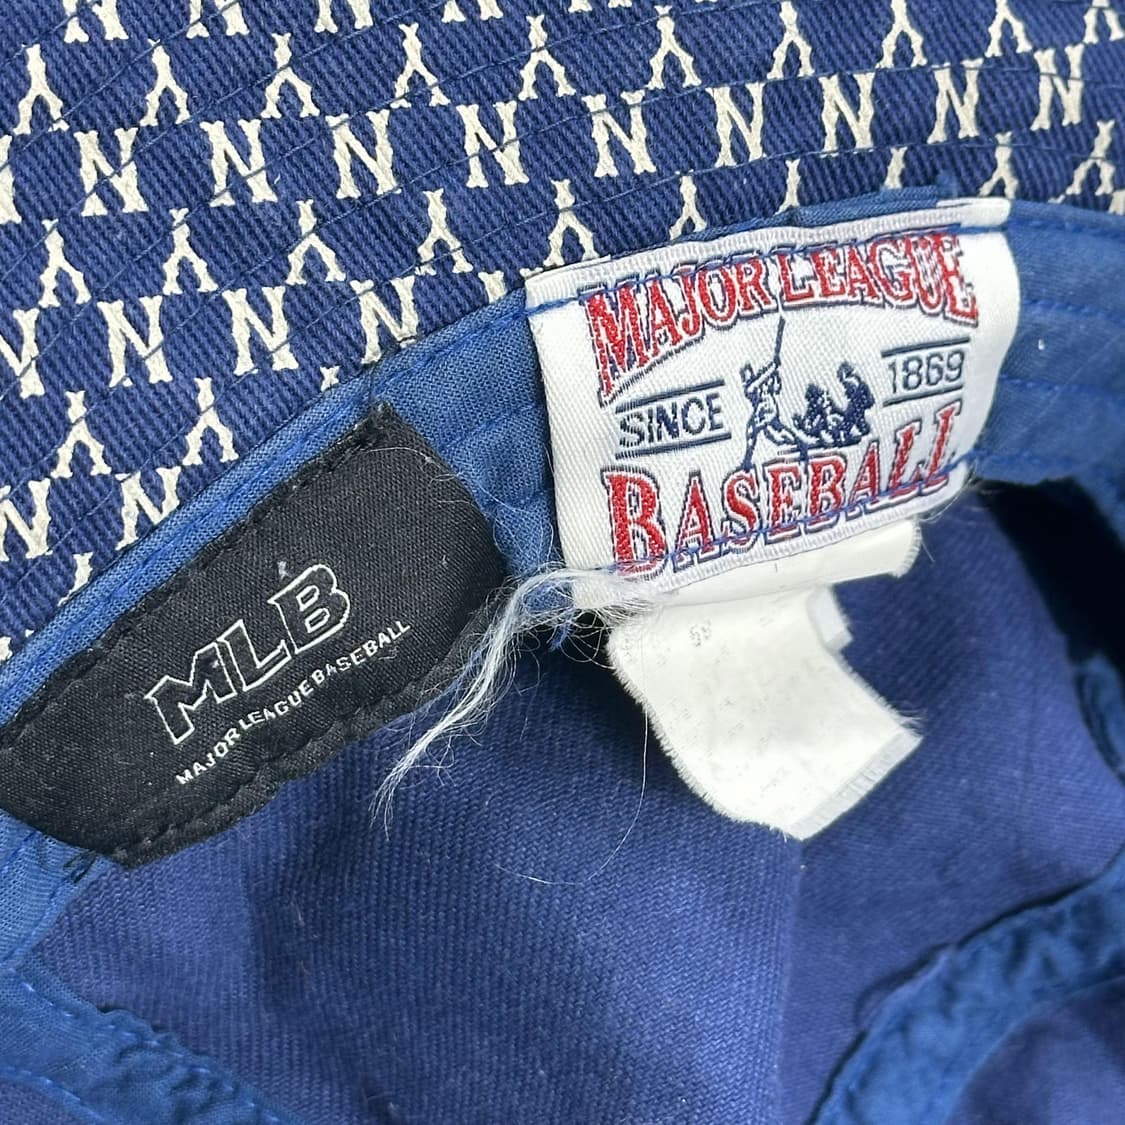 MAJOR LEAGUE
SINCE 1869
BASEBALL
MLB
MAJOR LEAGUE BASEBALL